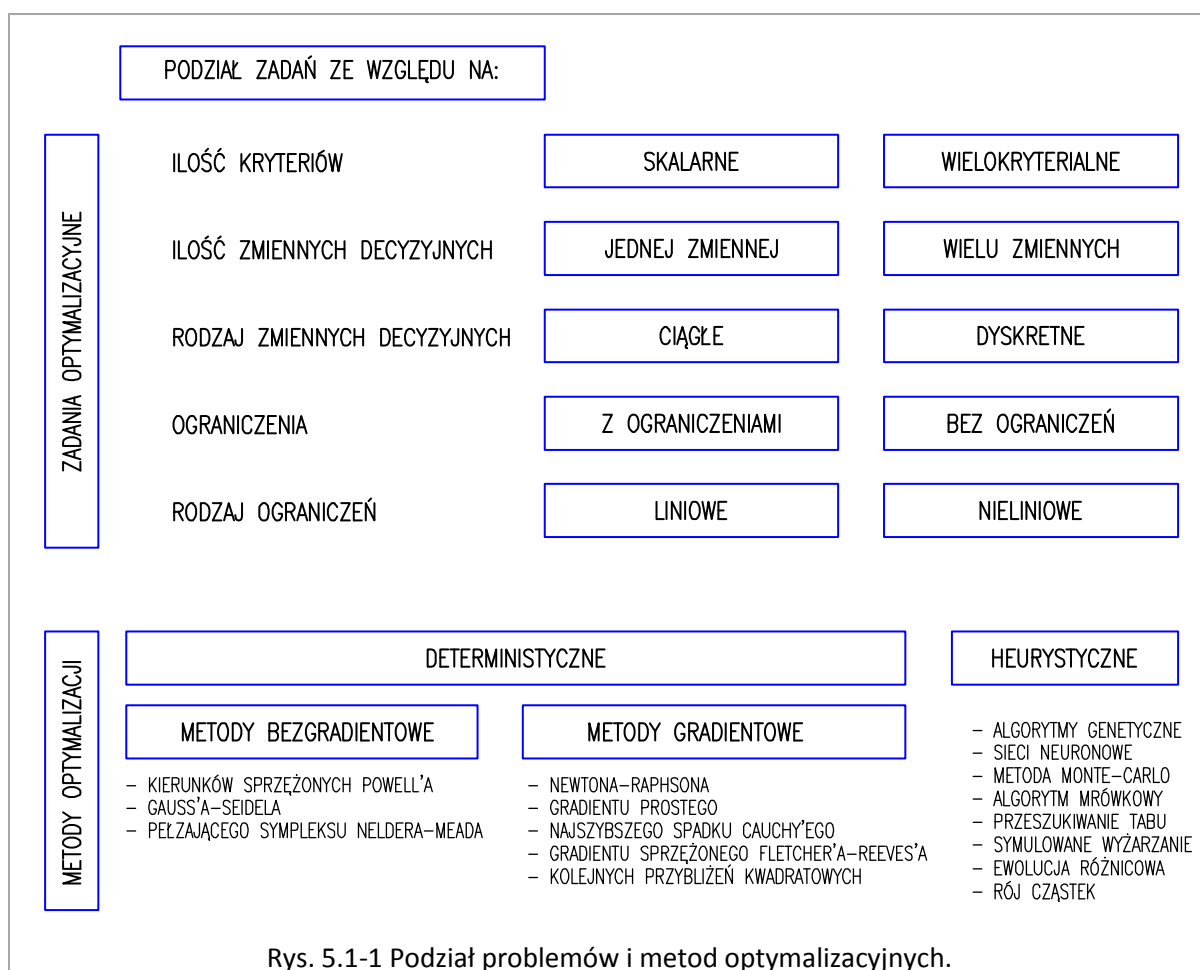 PODZIAŁ ZADAŃ ZE WZGLĘDU NA:
ZADANIA OPTYMALIZACYJNE
ILOŚĆ KRYTERIÓW
SKALARNE
WIELOKRYTERIALNE
ILOŚĆ ZMIENNYCH DECYZYJNYCH
JEDNEJ ZMIENNEJ
WIELU ZMIENNYCH
RODZAJ ZMIENNYCH DECYZYJNYCH
CIĄGŁE
DYSKRETNE
OGRANICZENIA
Z OGRANICZENIAMI
BEZ OGRANICZEŃ
RODZAJ OGRANICZEŃ
LINIOWE
NIELINIOWE
METODY OPTYMALIZACJI
DETERMINISTYCZNE
METODY BEZGRADIENTOWE
– KIERUNKÓW SPRZĘŻONYCH POWELL'A
– GAUSS'A–SEIDELA
– PEŁZAJĄCEGO SYMPLEKSU NELDERA–MEADA
METODY GRADIENTOWE
– NEWTONA–RAPHSONA
– GRADIENTU PROSTEGO
– NAJSZYBSZEGO SPADKU CAUCHY'EGO
– GRADIENTU SPRZĘŻONEGO FLETCHER'A–REEVES'A
– KOLEJNYCH PRZYBLIŻEŃ KWADRATOWYCH
HEURYSTYCZNE
– ALGORYTMY GENETYCZNE
– SIECI NEURONOWE
– METODA MONTE–CARLO
– ALGORYTM MRÓWKOWY
– PRZESZUKIWANIE TABU
– SYMULOWANE WYŻARZANIE
– EWOLUCJA RÓŻNICOWA
– RÓJ CZĄSTEK
Rys. 5.1-1 Podział problemów i metod optymalizacyjnych.